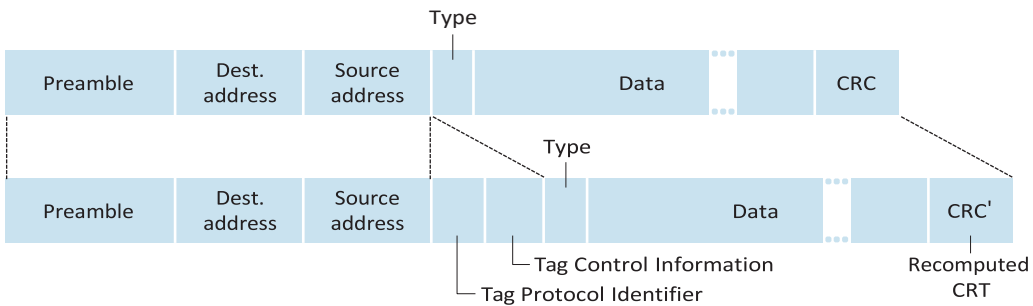 Type
Preamble
Dest.
address
Source
address
Data
CRC
Type
Preamble
Dest.
address
Source
address
Data
CRC'
Tag Control Information
Tag Protocol Identifier
Recomputed
CRT